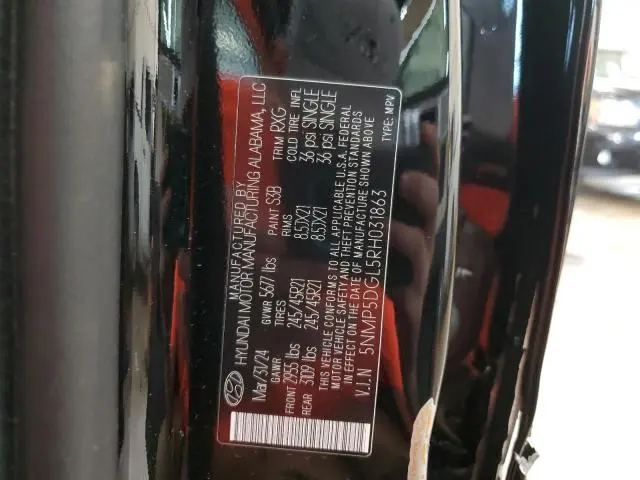 MANUFACTURED BY
HYUNDAI MOTOR MANUFACTURING ALABAMA, LLC
Mar/31/24 GVWR 5677 lbs PAINT S3B TRIM RXG
GAWR TIRES RIMS COLD TIRE INFL
FRONT 2955 lbs 245/45R21 8.5JX21 36 psi SINGLE
REAR 3109 lbs 245/45R21 8.5JX21 36 psi SINGLE
THIS VEHICLE CONFORMS TO ALL APPLICABLE U.S.A. FEDERAL
MOTOR VEHICLE SAFETY AND THEFT PREVENTION STANDARDS
IN EFFECT ON THE DATE OF MANUFACTURE SHOWN ABOVE
V.I.N 5NMP5DGL5RH031863 TYPE: MPV